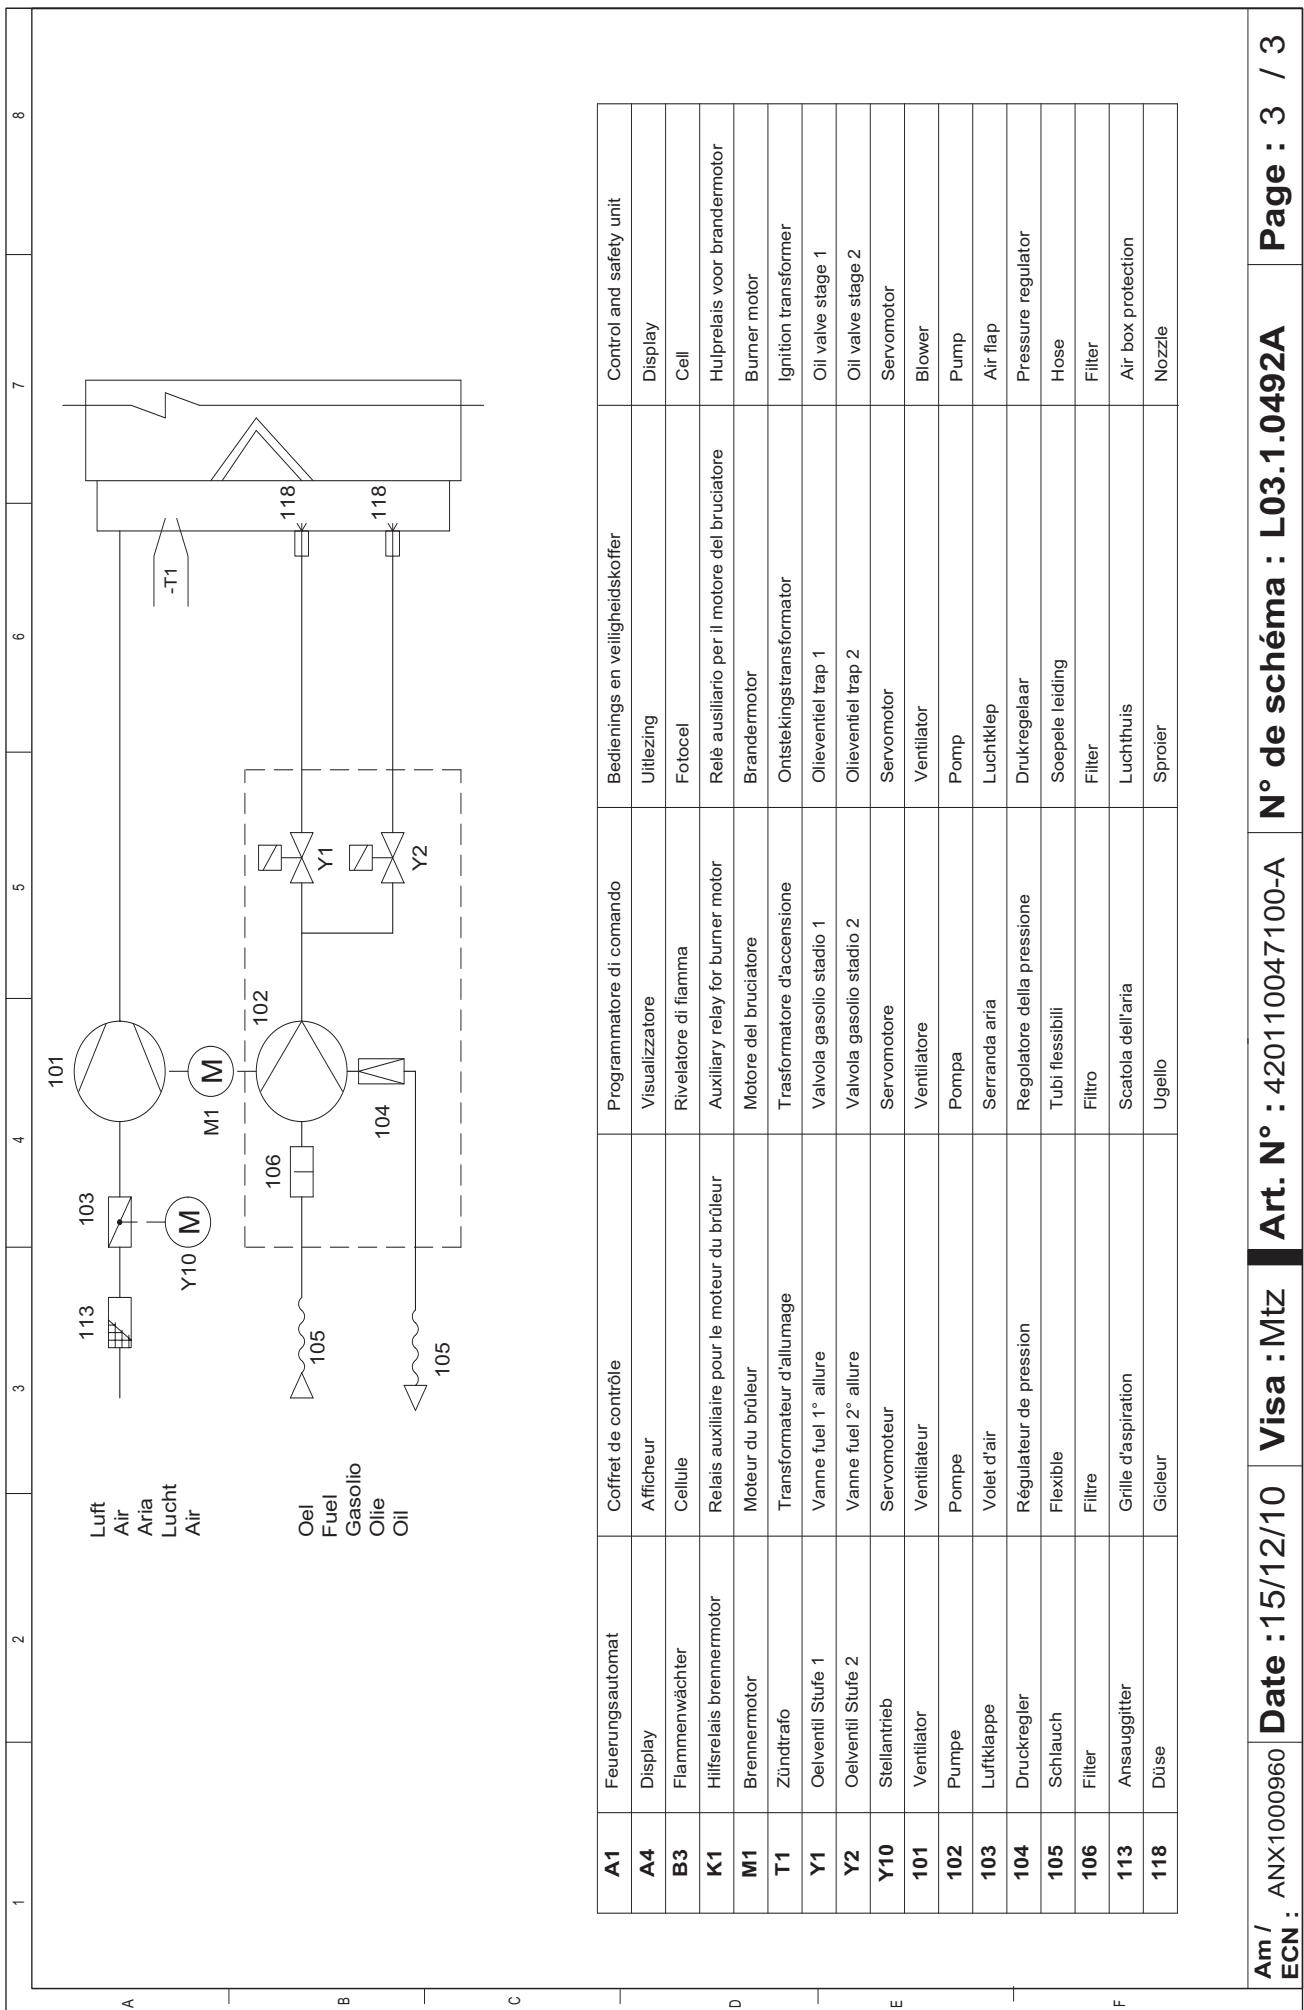 1 2 3 4 5 6 7 8
A
B
C
D
E
F
Luft
Air
Aria
Lucht
Air
113
103
Y10
M
101
M1
M
-T1
Oel
Fuel
Gasolio
Olie
Oil
105
105
106
102
104
Y1
Y2
118
118
A1 Feuerungsautomat Coffret de contrôle Programmatore di comando Bedienings en veiligheidskoffer Control and safety unit
A4 Display Afficheur Visualizzatore Uitlezing Display
B3 Flammenwächter Cellule Rivelatore di fiamma Fotocel Cell
K1 Hilfsrelais brennermotor Relais auxiliaire pour le moteur du brûleur Auxiliary relay for burner motor Relè ausiliario per il motore del bruciatore Hulprelais voor brandermotor
M1 Brennermotor Moteur du brûleur Motore del bruciatore Brandermotor Burner motor
T1 Zündtrafo Transformateur d'allumage Trasformatore d'accensione Ontstekingstransformator Ignition transformer
Y1 Oelventil Stufe 1 Vanne fuel 1° allure Valvola gasolio stadio 1 Olieventiel trap 1 Oil valve stage 1
Y2 Oelventil Stufe 2 Vanne fuel 2° allure Valvola gasolio stadio 2 Olieventiel trap 2 Oil valve stage 2
Y10 Stellantrieb Servomoteur Servomotore Servomotor Servomotor
101 Ventilator Ventilateur Ventilatore Ventilator Blower
102 Pumpe Pompe Pompa Pomp Pump
103 Luftklappe Volet d'air Serranda aria Luchtklep Air flap
104 Druckregler Régulateur de pression Regolatore della pressione Drukregelaar Pressure regulator
105 Schlauch Flexible Tubi flessibili Soepele leiding Hose
106 Filter Filtre Filtro Filter Filter
113 Ansauggitter Grille d'aspiration Scatola dell'aria Luchthuis Air box protection
118 Düse Gicleur Ugello Sproier Nozzle
Am / ECN : ANX1000960 Date :15/12/10 Visa :Mtz Art. N° : 420110047100-A N° de schéma : L03.1.0492A Page : 3 / 3